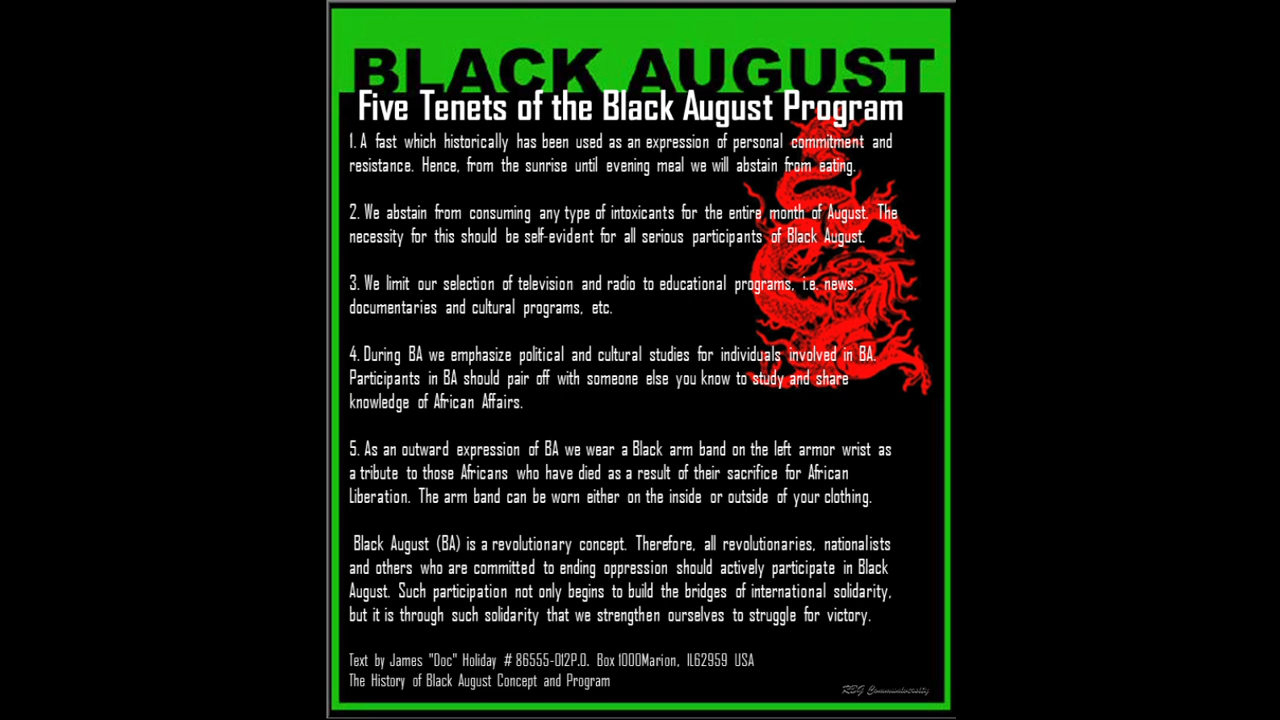 BLACK AUGUST
Five Tenets of the Black August Program
1. A fast which historically has been used as an expression of personal commitment and
resistance. Hence, from the sunrise until evening meal we will abstain from eating.
2. We abstain from consuming any type of intoxicants for the entire month of August. The
necessity for this should be self-evident for all serious participants of Black August.
3. We limit our selection of television and radio to educational programs, i.e. news,
documentaries and cultural programs, etc.
4. During BA we emphasize political and cultural studies for individuals involved in BA.
Participants in BA should pair off with someone else you know to study and share
knowledge of African Affairs.
5. As an outward expression of BA we wear a Black arm band on the left armor wrist as
a tribute to those Africans who have died as a result of their sacrifice for African
Liberation. The arm band can be worn either on the inside or outside of your clothing.
Black August (BA) is a revolutionary concept. Therefore, all revolutionaries, nationalists
and others who are committed to ending oppression should actively participate in Black
August. Such participation not only begins to build the bridges of international solidarity,
but it is through such solidarity that we strengthen ourselves to struggle for victory.
Text by James "Doc" Holiday # 86555-012P.O. Box 1000Marion, IL62959 USA
The History of Black August Concept and Program
RBG Communiversity